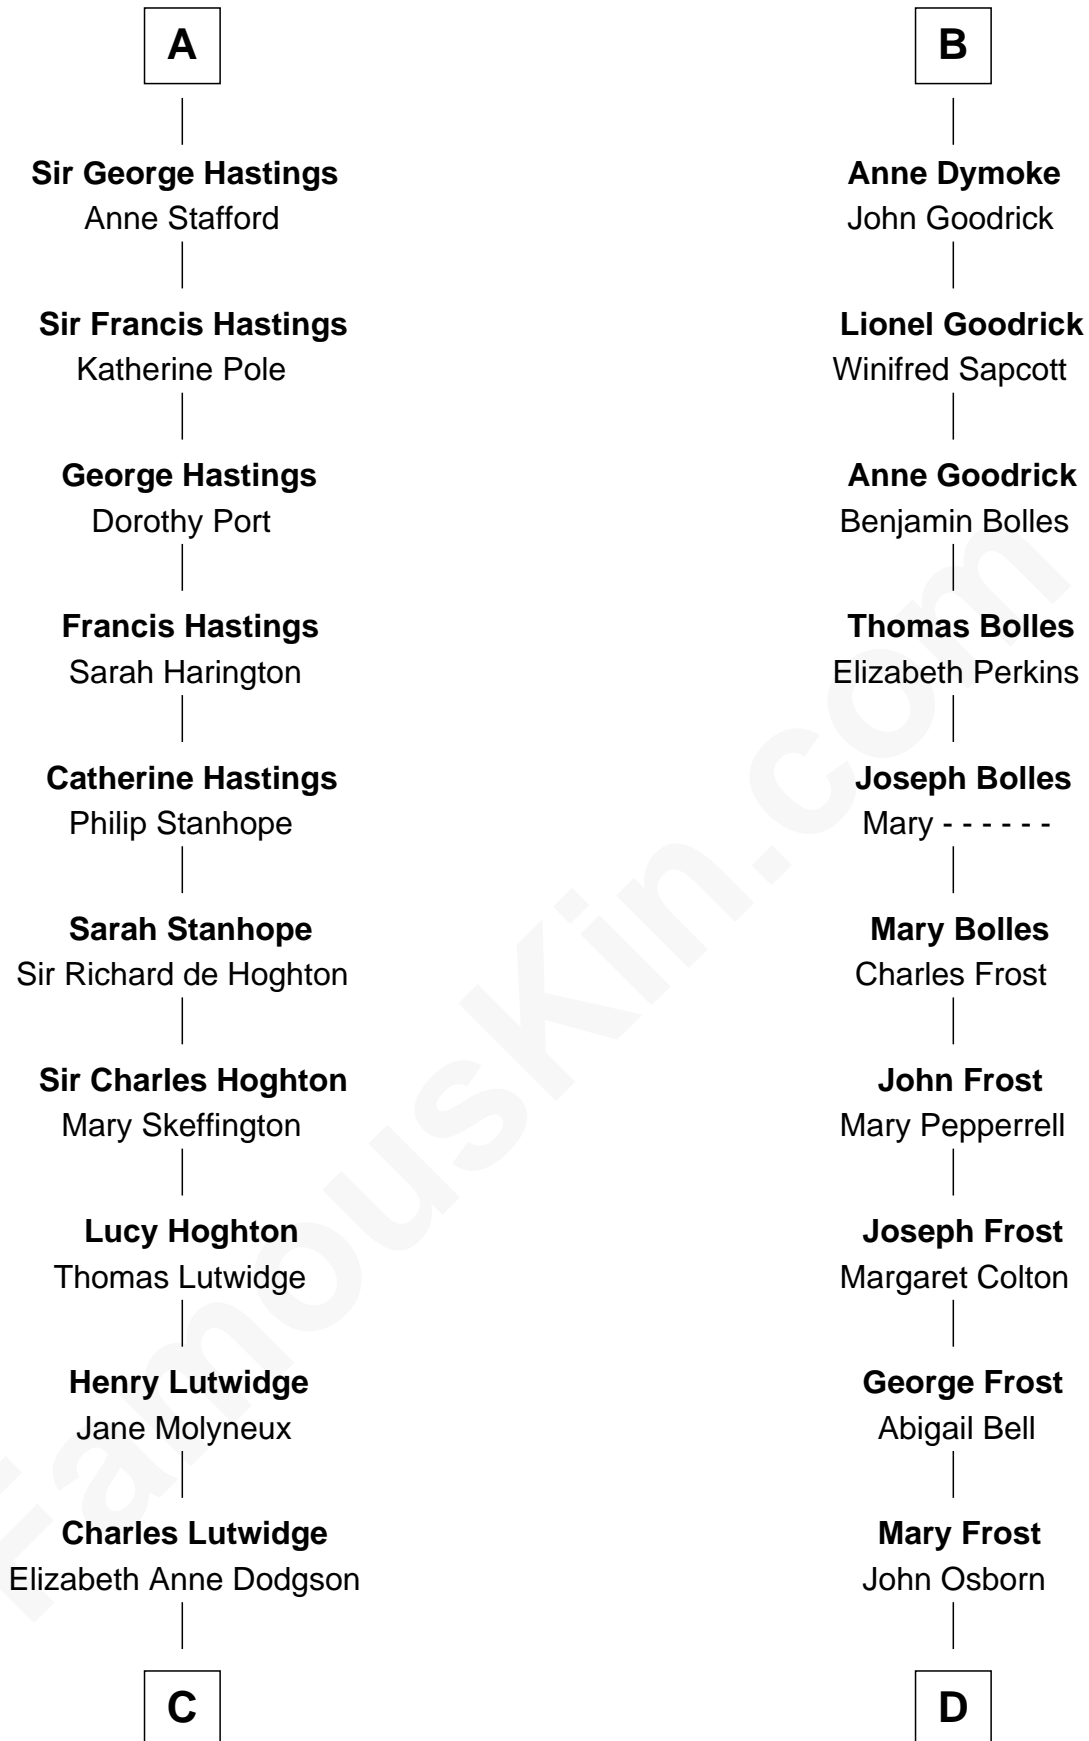 A
Sir George Hastings
Anne Stafford
Sir Francis Hastings
Katherine Pole
George Hastings
Dorothy Port
Francis Hastings
Sarah Harington
Catherine Hastings
Philip Stanhope
Sarah Stanhope
Sir Richard de Hoghton
Sir Charles Hoghton
Mary Skeffington
Lucy Hoghton
Thomas Lutwidge
Henry Lutwidge
Jane Molyneux
Charles Lutwidge
Elizabeth Anne Dodgson
C
B
Anne Dymoke
John Goodrick
Lionel Goodrick
Winifred Sapcott
Anne Goodrick
Benjamin Bolles
Thomas Bolles
Elizabeth Perkins
Joseph Bolles
Mary - - - - - -
Mary Bolles
Charles Frost
John Frost
Mary Pepperrell
Joseph Frost
Margaret Colton
George Frost
Abigail Bell
Mary Frost
John Osborn
D
FamousKin.com